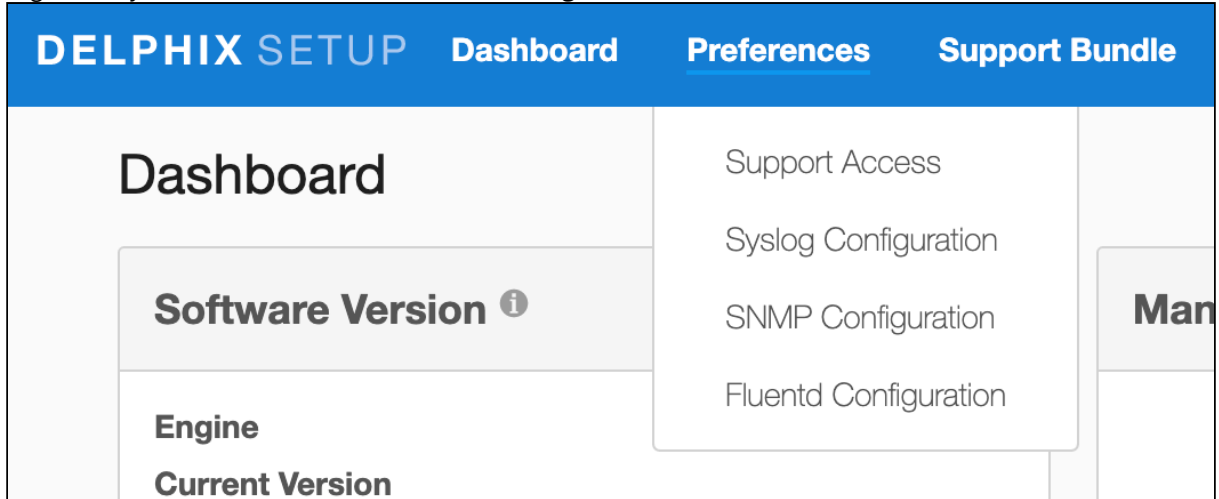 DELPHIX SETUP Dashboard Preferences Support Bundle
Dashboard
Support Access
Syslog Configuration
SNMP Configuration
Fluentd Configuration
Software Version
Engine
Current Version
Man